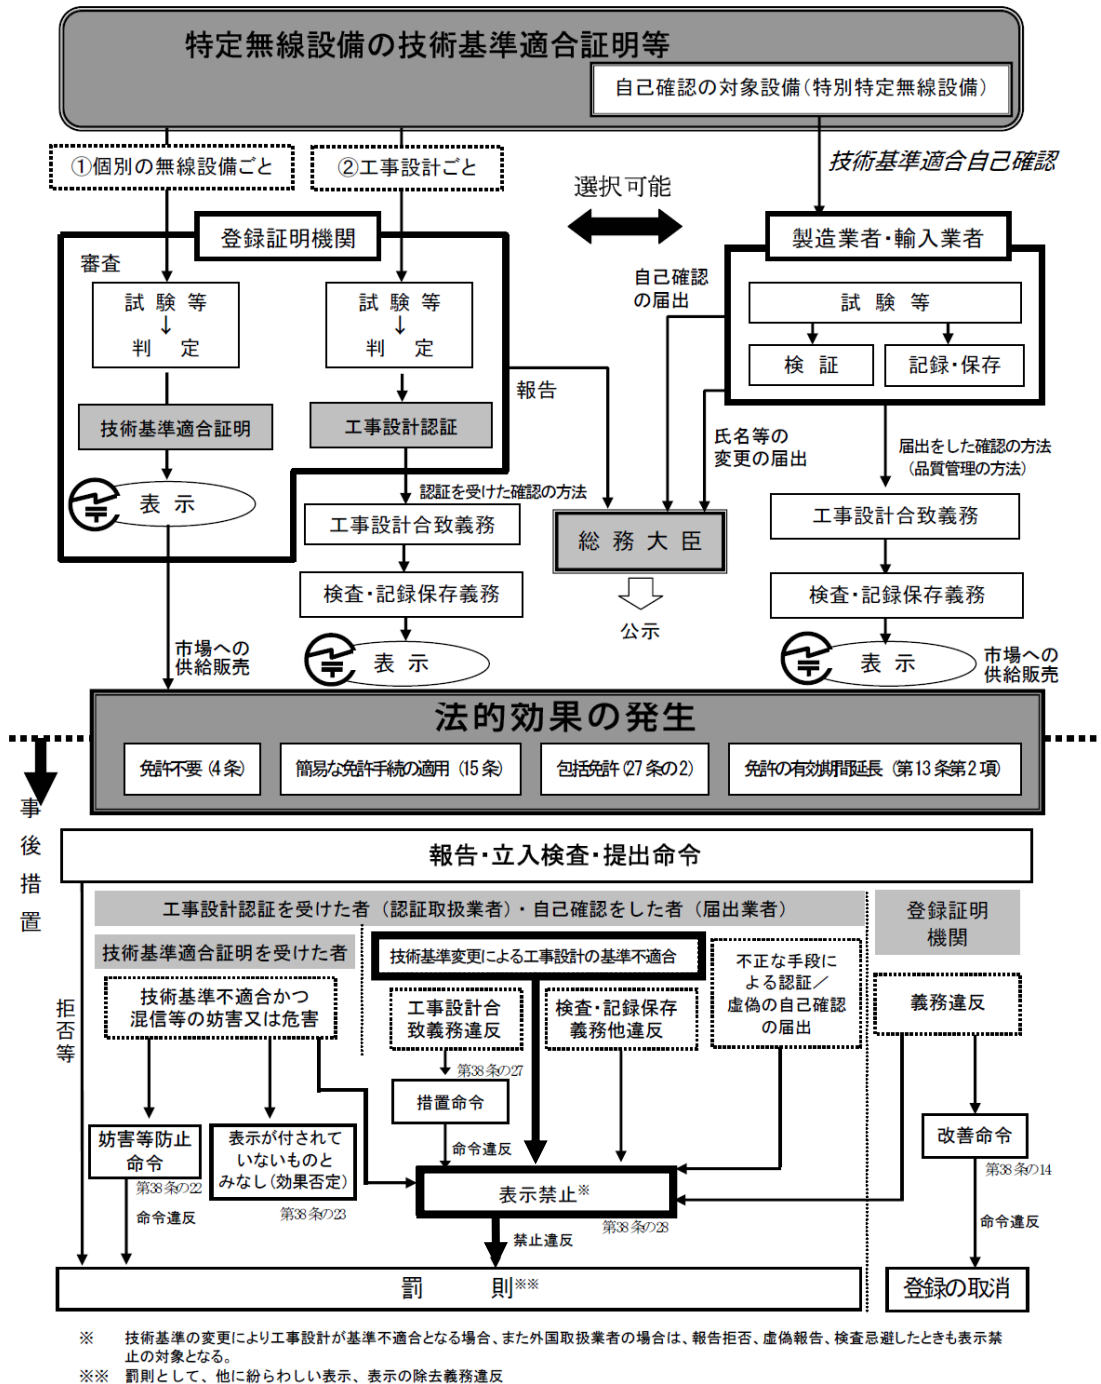 特定無線設備の技術基準適合証明等
自己確認の対象設備(特別特定無線設備)
①個別の無線設備ごと
②工事設計ごと
技術基準適合自己確認
選択可能
登録証明機関
製造業者・輸入業者
審査
試 験 等
↓
判 定
試 験 等
↓
判 定
自己確認
の届出
試 験 等
検 証
記録・保存
報告
技術基準適合証明
工事設計認証
氏名等の
変更の届出
届出をした確認の方法
(品質管理の方法)
表 示
認証を受けた確認の方法
工事設計合致義務
総 務 大 臣
工事設計合致義務
検査・記録保存義務
検査・記録保存義務
公示
市場への
供給販売
表 示
表 示
市場への
供給販売
法的効果の発生
免許不要(4条)
簡易な免許手続の適用(15条)
包括免許(27条の2)
免許の有効期間延長(第13条第2項)
事後措置
報告・立入検査・提出命令
工事設計認証を受けた者(認証取扱業者)・自己確認をした者(届出業者)
登録証明
機関
技術基準適合証明を受けた者
技術基準変更による工事設計の基準不適合
不正な手段に
よる認証/
虚偽の自己確認
の届出
技術基準不適合かつ
混信等の妨害又は危害
工事設計合
致義務違反
検査・記録保存
義務他違反
義務違反
拒否等
第38条の27
措置命令
妨害等防止
命令
第38条の22
表示が付されて
いないものと
みなし(効果否定)
第38条の23
命令違反
改善命令
第38条の14
表示禁止※
第38条の28
命令違反
禁止違反
命令違反
罰 則※※
登録の取消
※ 技術基準の変更により工事設計が基準不適合となる場合、また外国取扱業者の場合は、報告拒否、虚偽報告、検査忌避したときも表示禁
止の対象となる。
※※ 罰則として、他に紛らわしい表示、表示の除去義務違反